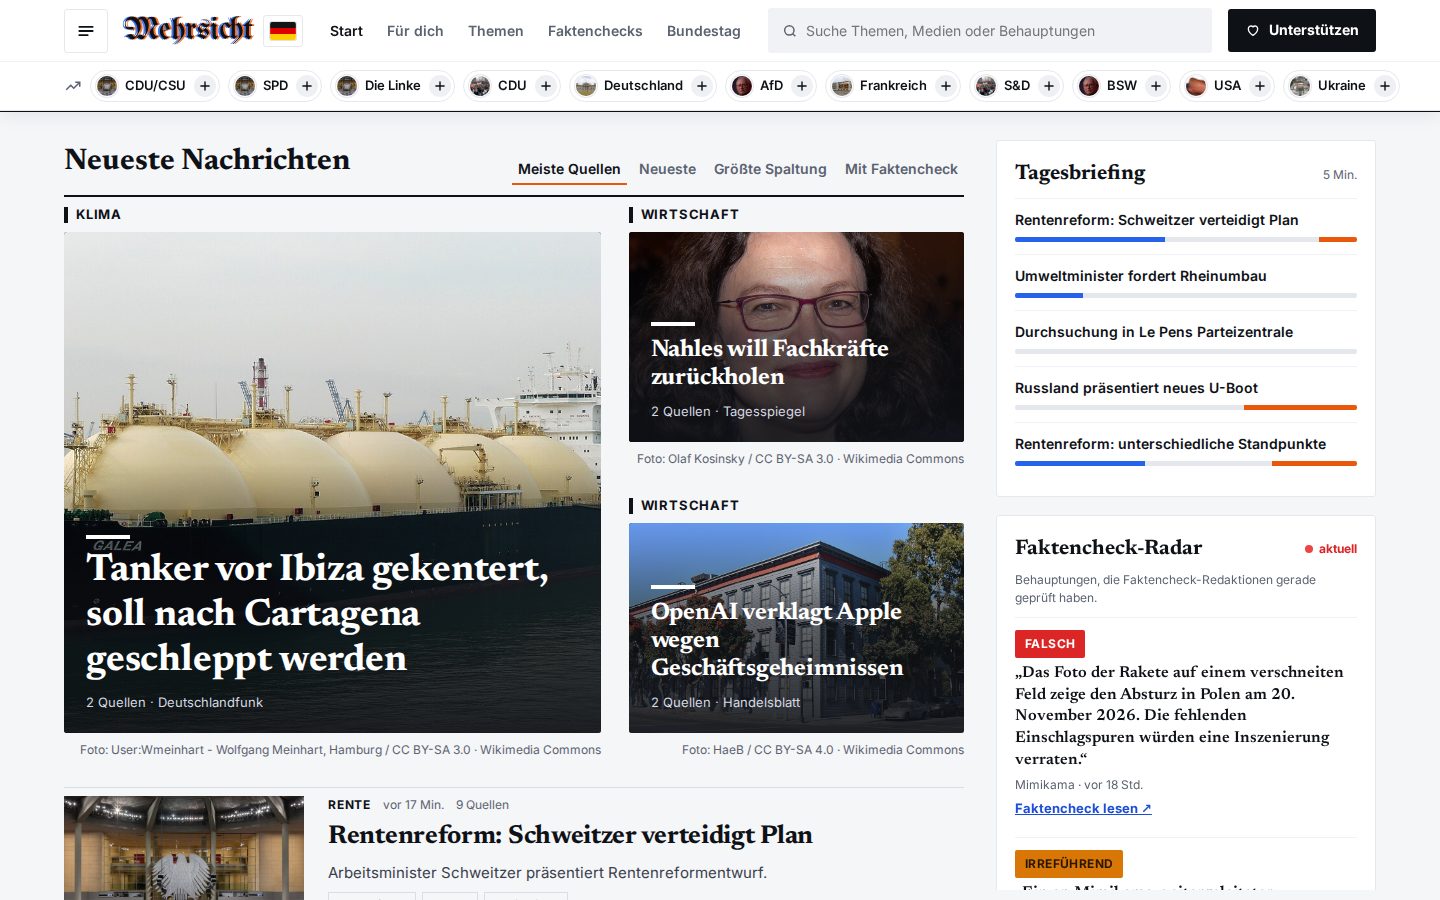 Mehrsicht
Start
Für dich
Themen
Faktenchecks
Bundestag
Suche Themen, Medien oder Behauptungen
Unterstützen
CDU/CSU +
SPD +
Die Linke +
CDU +
Deutschland +
AfD +
Frankreich +
S&D +
BSW +
USA +
Ukraine +
Neueste Nachrichten
Meiste Quellen
Neueste
Größte Spaltung
Mit Faktencheck
KLIMA
GALEA
Tanker vor Ibiza gekentert,
soll nach Cartagena
geschleppt werden
2 Quellen · Deutschlandfunk
Foto: User:Wmeinhart - Wolfgang Meinhart, Hamburg / CC BY-SA 3.0 · Wikimedia Commons
WIRTSCHAFT
Nahles will Fachkräfte
zurückholen
2 Quellen · Tagesspiegel
Foto: Olaf Kosinsky / CC BY-SA 3.0 · Wikimedia Commons
WIRTSCHAFT
OpenAI verklagt Apple
wegen
Geschäftsgeheimnissen
2 Quellen · Handelsblatt
Foto: HaeB / CC BY-SA 4.0 · Wikimedia Commons
RENTE vor 17 Min. 9 Quellen
Rentenreform: Schweitzer verteidigt Plan
Arbeitsminister Schweitzer präsentiert Rentenreformentwurf.
Tagesbriefing
5 Min.
Rentenreform: Schweitzer verteidigt Plan
Umweltminister fordert Rheinumbau
Durchsuchung in Le Pens Parteizentrale
Russland präsentiert neues U-Boot
Rentenreform: unterschiedliche Standpunkte
Faktencheck-Radar
aktuell
Behauptungen, die Faktencheck-Redaktionen gerade
geprüft haben.
FALSCH
„Das Foto der Rakete auf einem verschneiten
Feld zeige den Absturz in Polen am 20.
November 2026. Die fehlenden
Einschlagspuren würden eine Inszenierung
verraten.“
Mimikama · vor 18 Std.
Faktencheck lesen ↗
IRREFÜHREND